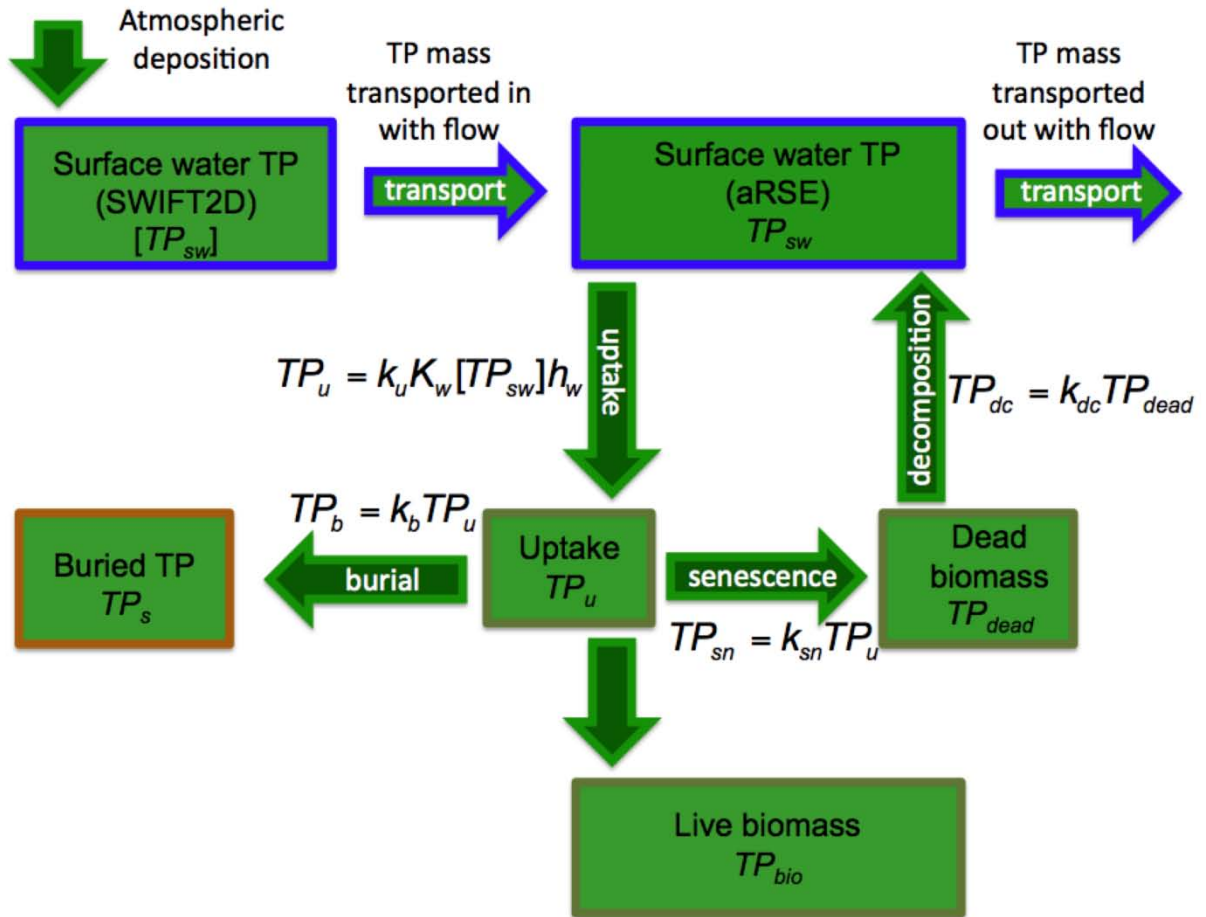 Atmospheric
deposition
TP mass
transported in
with flow
TP mass
transported
out with flow
Surface water TP
(SWIFT2D)
[TP_sw]
transport
Surface water TP
(aRSE)
TP_sw
transport
uptake
TP_u = k_u K_w [TP_sw] h_w
decomposition
TP_dc = k_dc TP_dead
TP_b = k_b TP_u
Buried TP
TP_s
burial
Uptake
TP_u
senescence
Dead
biomass
TP_dead
TP_sn = k_sn TP_u
Live biomass
TP_bio